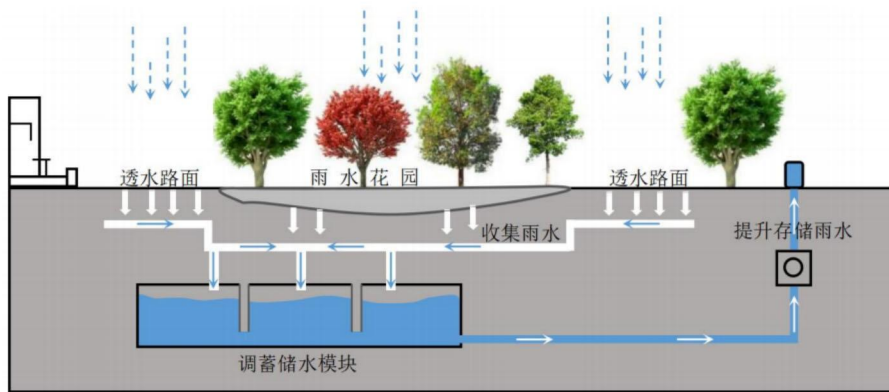 透水路面
雨水花园
透水路面
收集雨水
提升存储雨水
调蓄储水模块